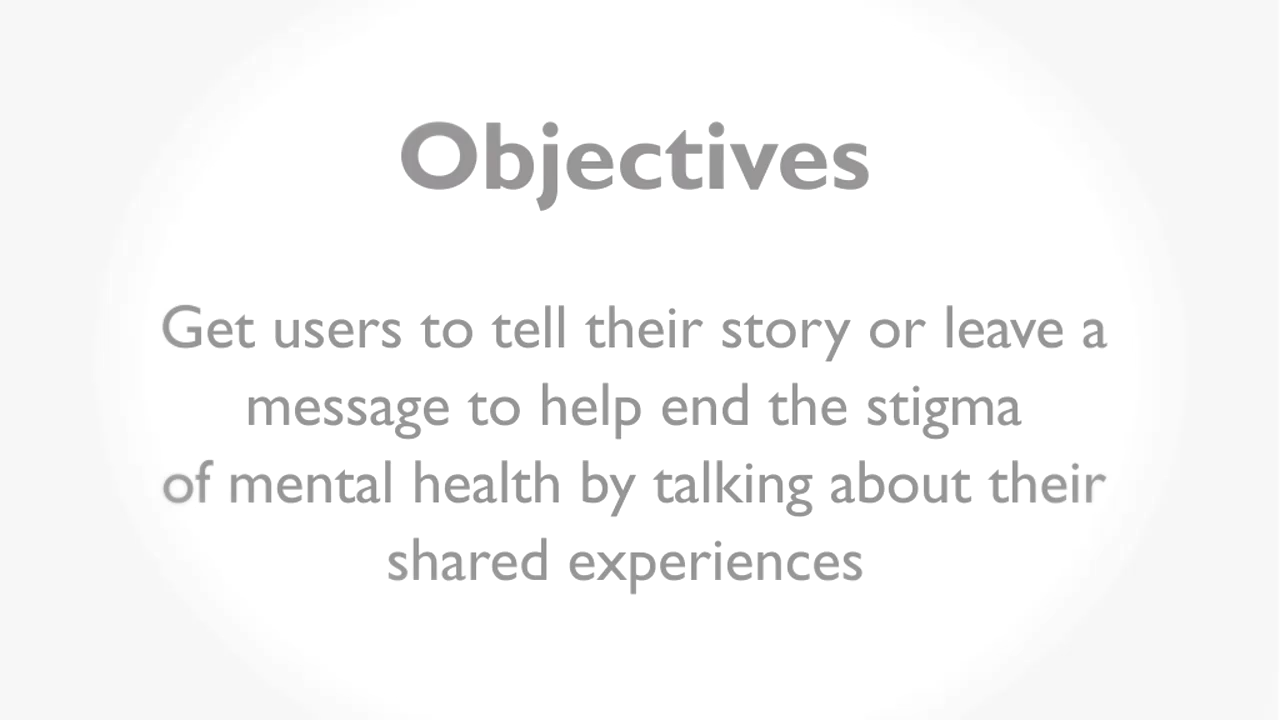 Objectives
Get users to tell their story or leave a
message to help end the stigma
of mental health by talking about their
shared experiences